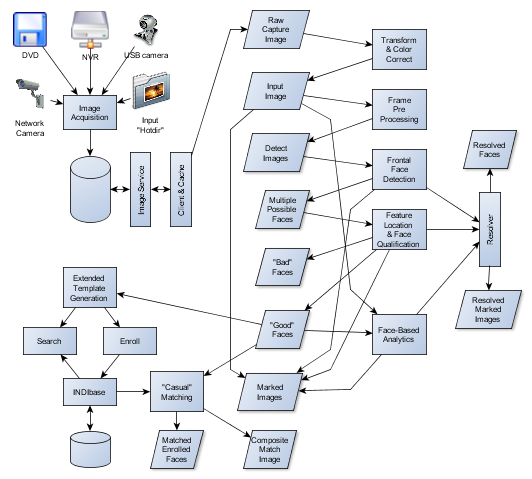 DVD
NVR
USB camera
Network
Camera
Image
Acquisition
Input
"Hotdir"
Image Service
Client & Cache
Raw
Capture
Image
Transform
& Color
Correct
Input
Image
Frame
Pre
Processing
Detect
Images
Frontal
Face
Detection
Resolved
Faces
Multiple
Possible
Faces
Feature
Location
& Face
Qualification
Resolver
"Bad"
Faces
Extended
Template
Generation
Resolved
Marked
Images
"Good"
Faces
Face-Based
Analytics
Search
Enroll
INDIbase
"Casual"
Matching
Marked
Images
Matched
Enrolled
Faces
Composite
Match
Image